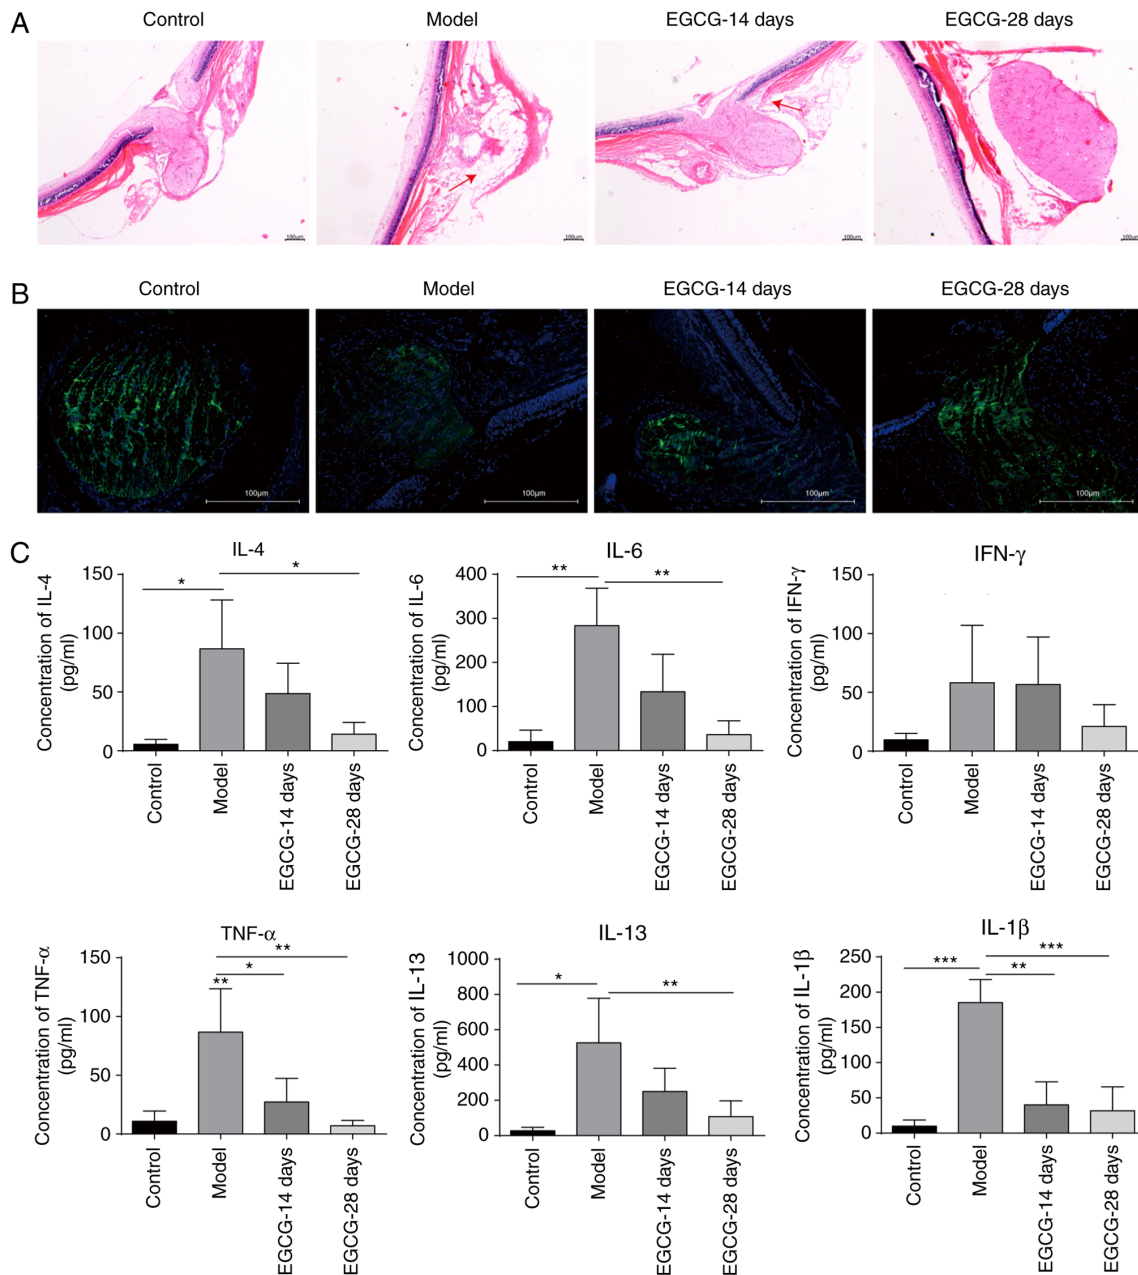 A
Control
Model
EGCG-14 days
EGCG-28 days
100μm
100μm
100μm
100μm
B
Control
Model
EGCG-14 days
EGCG-28 days
100μm
100μm
100μm
100μm
C
IL-4
Concentration of IL-4
(pg/ml)
150
100
50
0
*
*
Control
Model
EGCG-14 days
EGCG-28 days
IL-6
Concentration of IL-6
(pg/ml)
400
300
200
100
0
**
**
Control
Model
EGCG-14 days
EGCG-28 days
IFN-γ
Concentration of IFN-γ
(pg/ml)
150
100
50
0
Control
Model
EGCG-14 days
EGCG-28 days
TNF-α
Concentration of TNF-α
(pg/ml)
150
100
50
0
**
*
**
Control
Model
EGCG-14 days
EGCG-28 days
IL-13
Concentration of IL-13
(pg/ml)
1000
800
600
400
200
0
*
**
Control
Model
EGCG-14 days
EGCG-28 days
IL-1β
Concentration of IL-1β
(pg/ml)
250
200
150
100
50
0
***
***
**
Control
Model
EGCG-14 days
EGCG-28 days